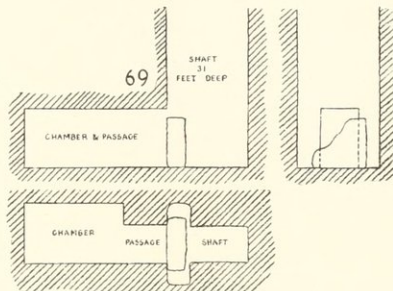 SHAFT
31
FEET DEEP
69
CHAMBER & PASSAGE
CHAMBER
PASSAGE
SHAFT